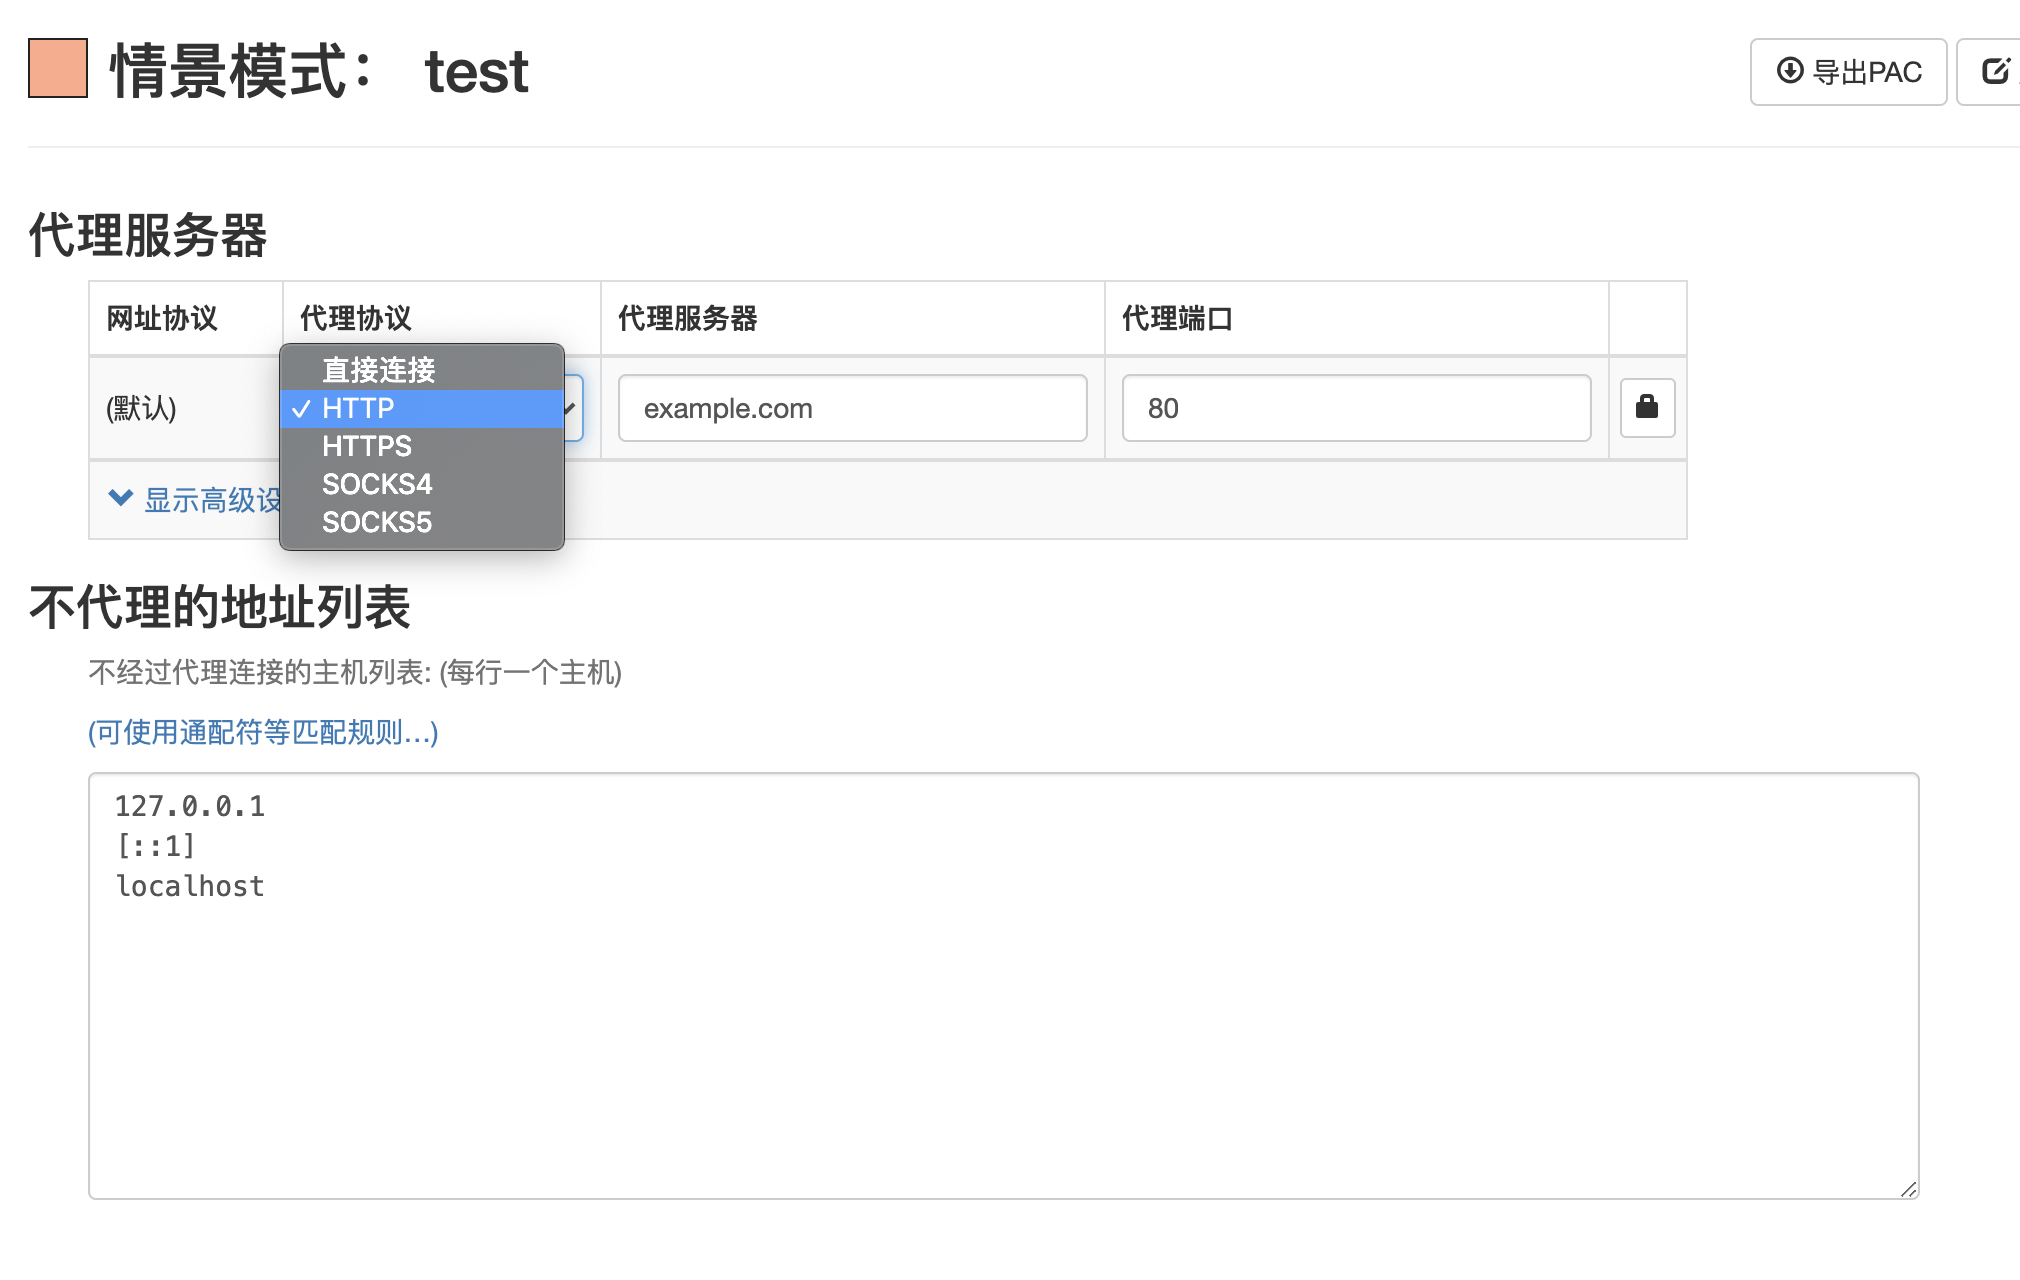 情景模式： test
导出PAC
代理服务器
网址协议 代理协议 代理服务器 代理端口
(默认) example.com 80
直接连接
HTTP
HTTPS
SOCKS4
SOCKS5
显示高级设
不代理的地址列表
不经过代理连接的主机列表: (每行一个主机)
(可使用通配符等匹配规则…)
127.0.0.1
[::1]
localhost